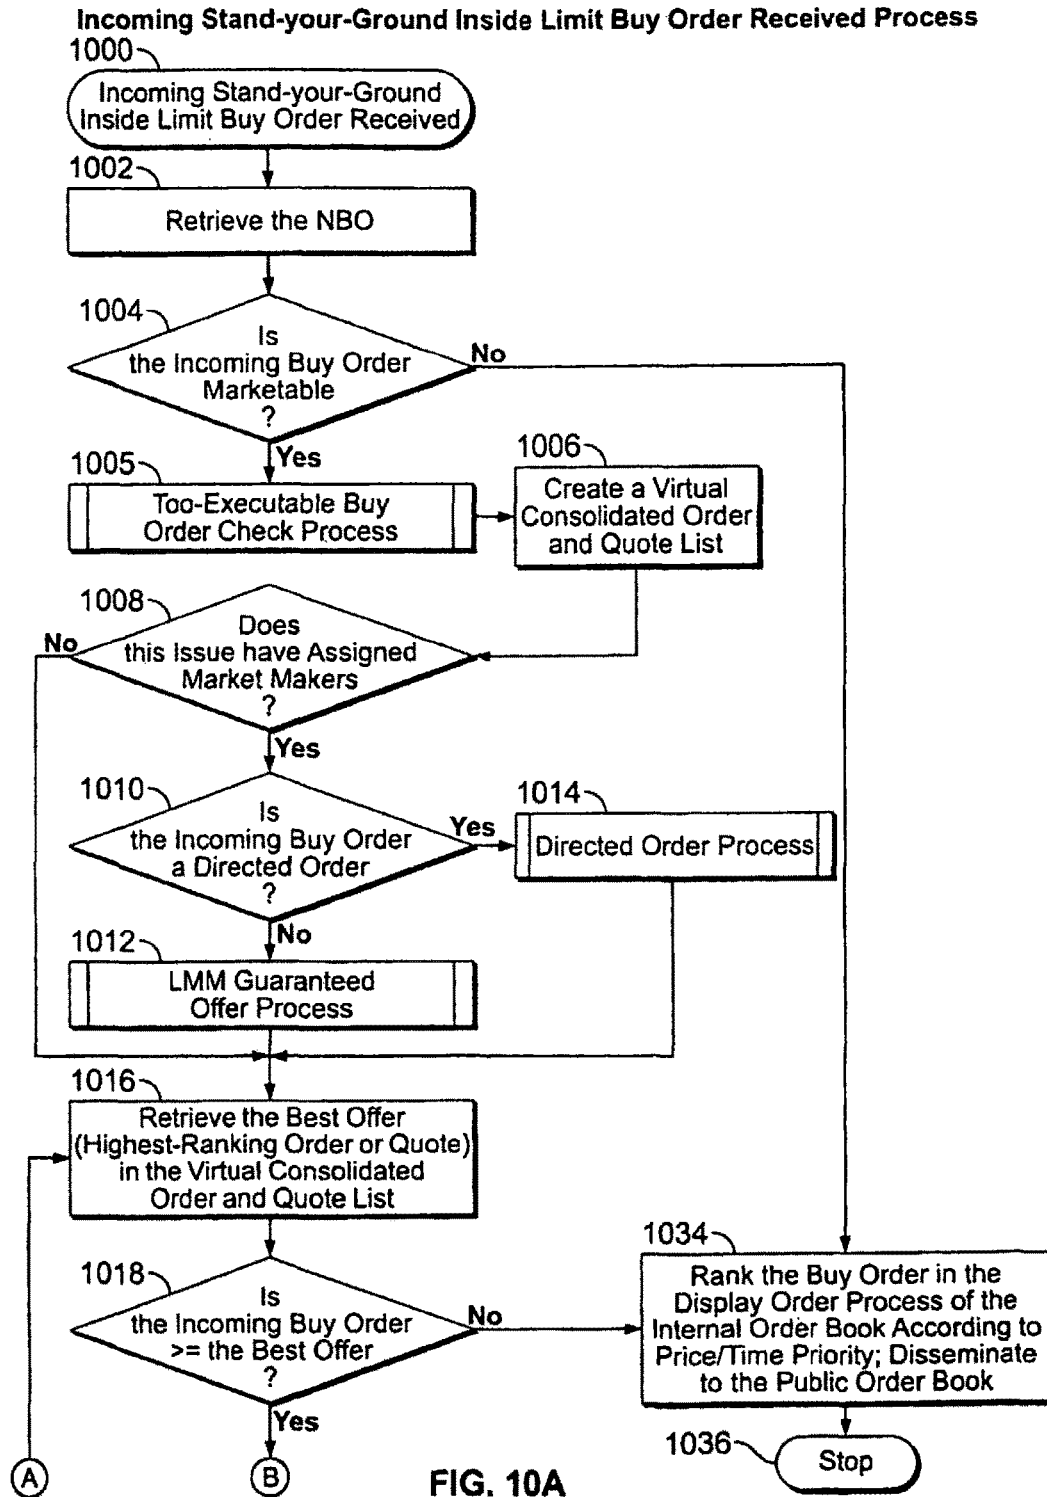 Incoming Stand-your-Ground Inside Limit Buy Order Received Process
1000
Incoming Stand-your-Ground
Inside Limit Buy Order Received
1002
Retrieve the NBO
1004
Is
the Incoming Buy Order
Marketable
?
No
Yes
1005
Too-Executable Buy
Order Check Process
1006
Create a Virtual
Consolidated Order
and Quote List
1008
Does
this Issue have Assigned
Market Makers
?
No
Yes
1010
Is
the Incoming Buy Order
a Directed Order
?
Yes
1014
Directed Order Process
No
1012
LMM Guaranteed
Offer Process
1016
Retrieve the Best Offer
(Highest-Ranking Order or Quote)
in the Virtual Consolidated
Order and Quote List
1018
Is
the Incoming Buy Order
>= the Best Offer
?
No
Yes
1034
Rank the Buy Order in the
Display Order Process of the
Internal Order Book According to
Price/Time Priority; Disseminate
to the Public Order Book
1036
Stop
A
B
FIG. 10A